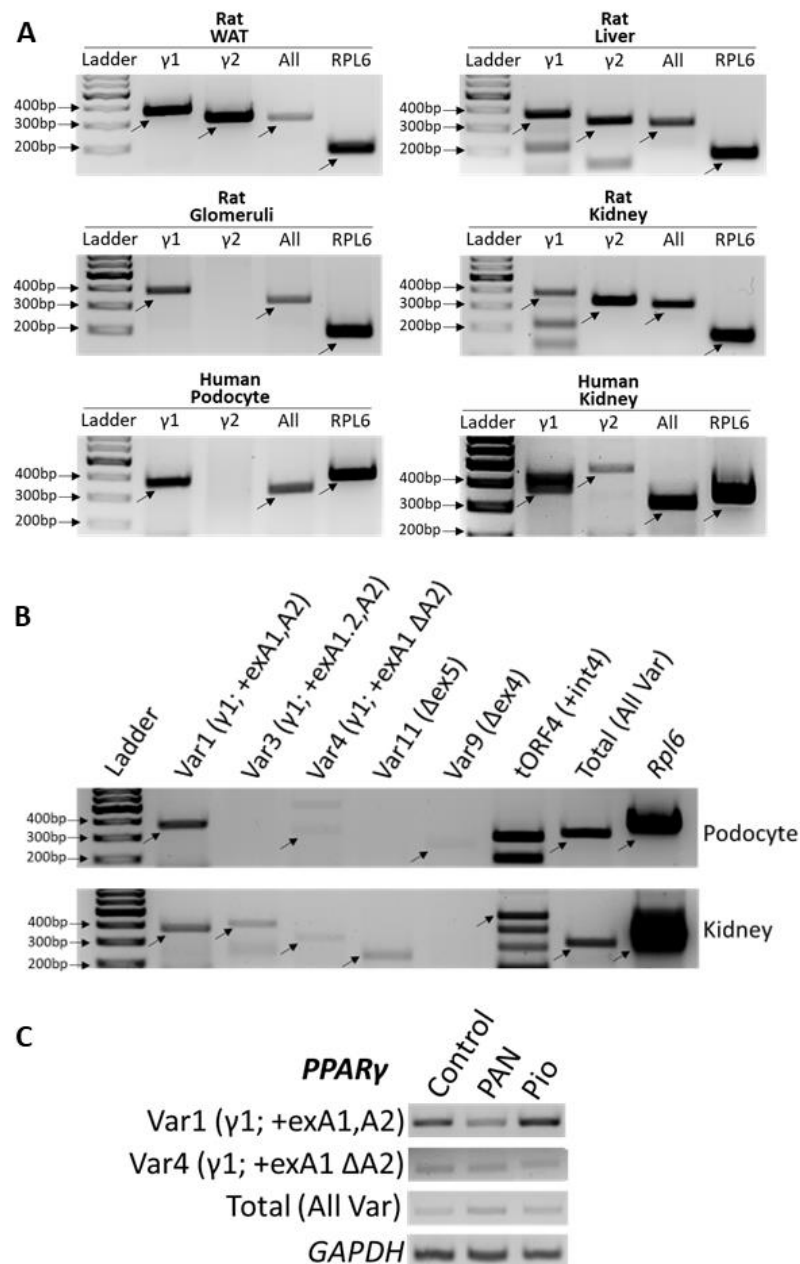 A
Rat
WAT
Ladder γ1 γ2 All RPL6
400bp
300bp
200bp
Rat
Liver
Ladder γ1 γ2 All RPL6
400bp
300bp
200bp
Rat
Glomeruli
Ladder γ1 γ2 All RPL6
400bp
300bp
200bp
Rat
Kidney
Ladder γ1 γ2 All RPL6
400bp
300bp
200bp
Human
Podocyte
Ladder γ1 γ2 All RPL6
400bp
300bp
200bp
Human
Kidney
Ladder γ1 γ2 All RPL6
400bp
300bp
200bp
B
Ladder
Var1 (γ1; +exA1,A2)
Var3 (γ1; +exA1.2,A2)
Var4 (γ1; +exA1 ΔA2)
Var11 (Δex5)
Var9 (Δex4)
tORF4 (+int4)
Total (All Var)
Rpl6
400bp
300bp
200bp
Podocyte
400bp
300bp
200bp
Kidney
C
PPARγ
Control
PAN
Pio
Var1 (γ1; +exA1,A2)
Var4 (γ1; +exA1 ΔA2)
Total (All Var)
GAPDH